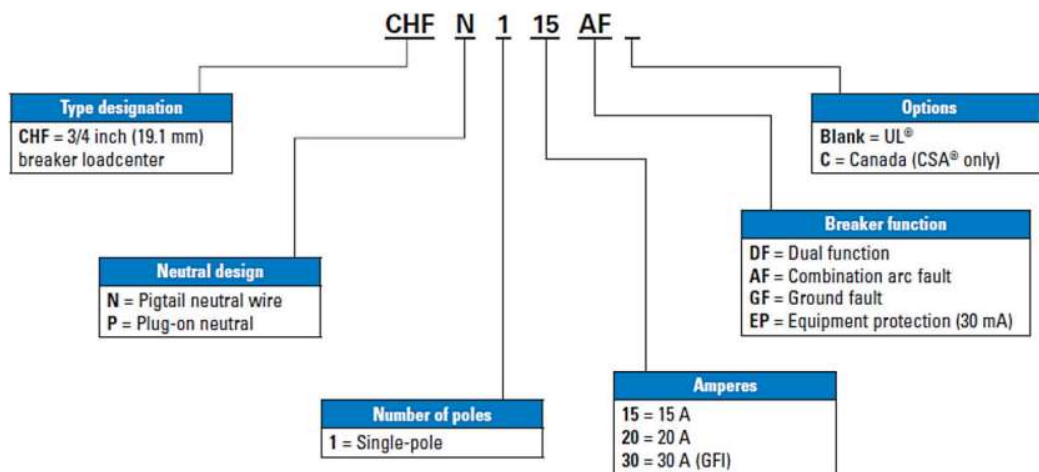 CHF N 1 15 AF
Type designation
CHF = 3/4 inch (19.1 mm)
breaker loadcenter
Options
Blank = UL®
C = Canada (CSA® only)
Breaker function
DF = Dual function
AF = Combination arc fault
GF = Ground fault
EP = Equipment protection (30 mA)
Neutral design
N = Pigtail neutral wire
P = Plug-on neutral
Amperes
15 = 15 A
20 = 20 A
30 = 30 A (GFI)
Number of poles
1 = Single-pole